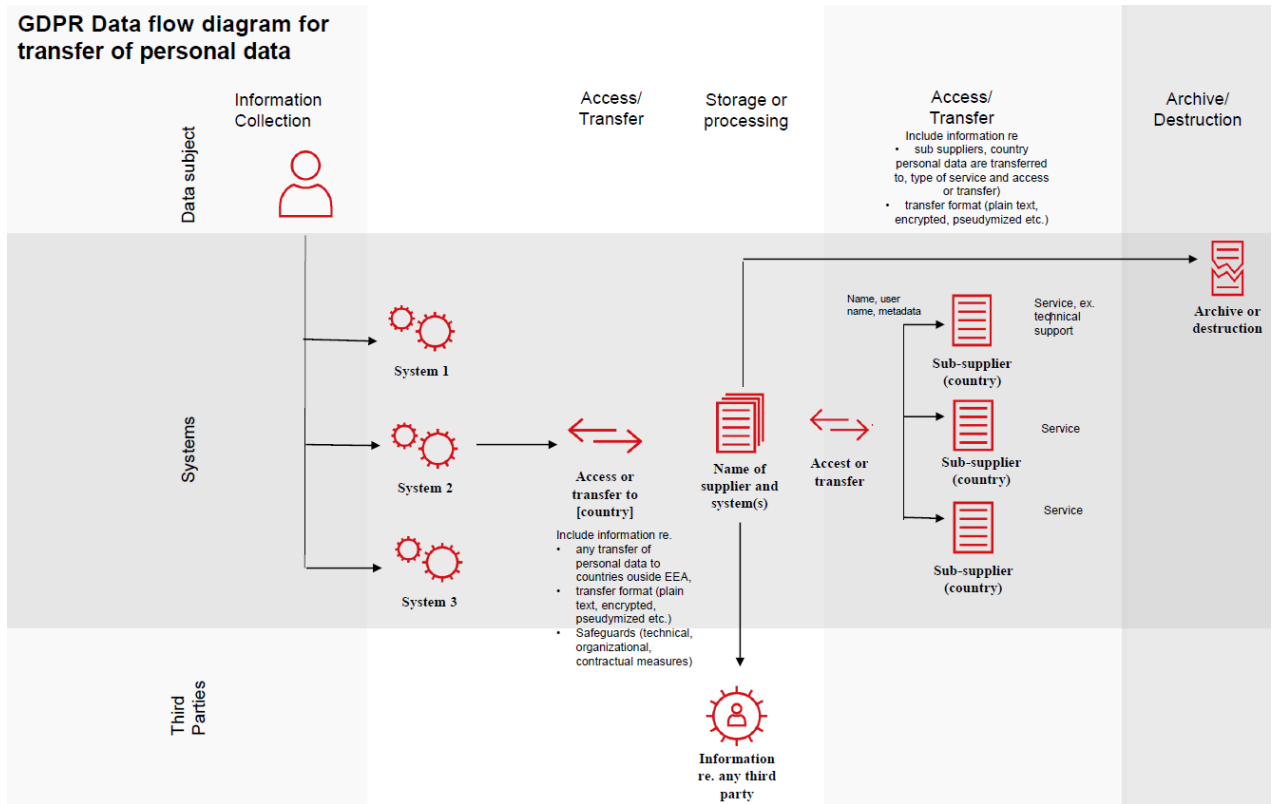 GDPR Data flow diagram for
transfer of personal data
Information
Collection
Access/
Transfer
Storage or
processing
Access/
Transfer
Include information re
• sub suppliers, country
personal data are transferred
to, type of service and access
or transfer)
• transfer format (plain text,
encrypted, pseudymized etc.)
Archive/
Destruction
Data subject
Systems
System 1
System 2
System 3
Access or
transfer to
[country]
Include information re.
• any transfer of
personal data to
countries ouside EEA,
• transfer format (plain
text, encrypted,
pseudymized etc.)
• Safeguards (technical,
organizational,
contractual measures)
Name of
supplier and
system(s)
Accest or
transfer
Name, user
name, metadata
Sub-supplier
(country)
Service, ex.
technical
support
Sub-supplier
(country)
Service
Sub-supplier
(country)
Service
Archive or
destruction
Third
Parties
Information
re. any third
party